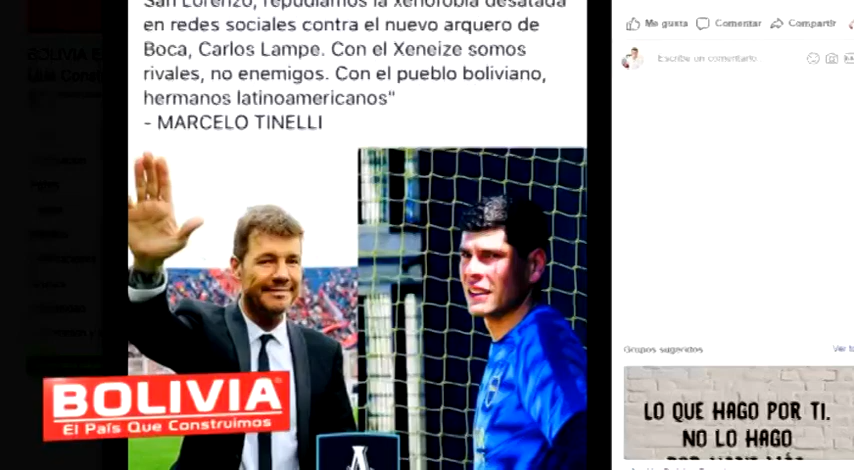 San Lorenzo, repudiamos la xenofobia desatada
en redes sociales contra el nuevo arquero de
Boca, Carlos Lampe. Con el Xeneize somos
rivales, no enemigos. Con el pueblo boliviano,
hermanos latinoamericanos"
- MARCELO TINELLI
BOLIVIA
El País Que Construimos
Me gusta Comentar Compartir
Escribe un comentario
Grupos sugeridos
LO QUE HAGO POR TI.
NO LO HAGO